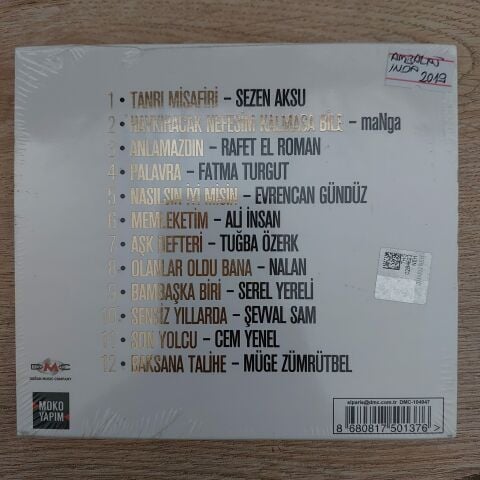 AMBALAJ
INDA
2019
1 • TANRI MİSAFİRİ – SEZEN AKSU
2 • HAYKIRACAK NEFESİM KALMASA BİLE – maNga
3 • ANLAMAZDIN – RAFET EL ROMAN
4 • PALAVRA – FATMA TURGUT
5 • NASILSIN İYİ MİSİN – EVRENCAN GÜNDÜZ
6 • MEMLEKETİM – ALİ İNSAN
7 • AŞK DEFTERİ – TUĞBA ÖZERK
8 • OLANLAR OLDU BANA – NALAN
9 • BAMBAŞKA BİRİ – SEREL YERELİ
10 • SENSİZ YILLARDA – ŞEVVAL SAM
11 • SON YOLCU – CEM YENEL
12 • BAKSANA TALİHE – MÜGE ZÜMRÜTBEL
DOĞAN MUSIC COMPANY
MOKO
YAPIM
siparis@dmc.com.tr DMC-104947
8 680817 501376 >